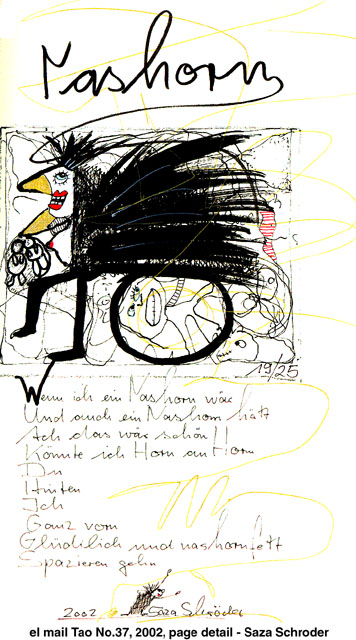 Nashorn
19/25
Wenn ich ein Nashorn wär
Und auch ein Nashorn hätt
Ach das wär schön!!
Könnte ich Horn an Horn
Du
Hinten
Ich
Ganz vorn
Glücklich und nashornfett
Spazieren gehn
2002 Saza Schröder
el mail Tao No.37, 2002, page detail - Saza Schroder